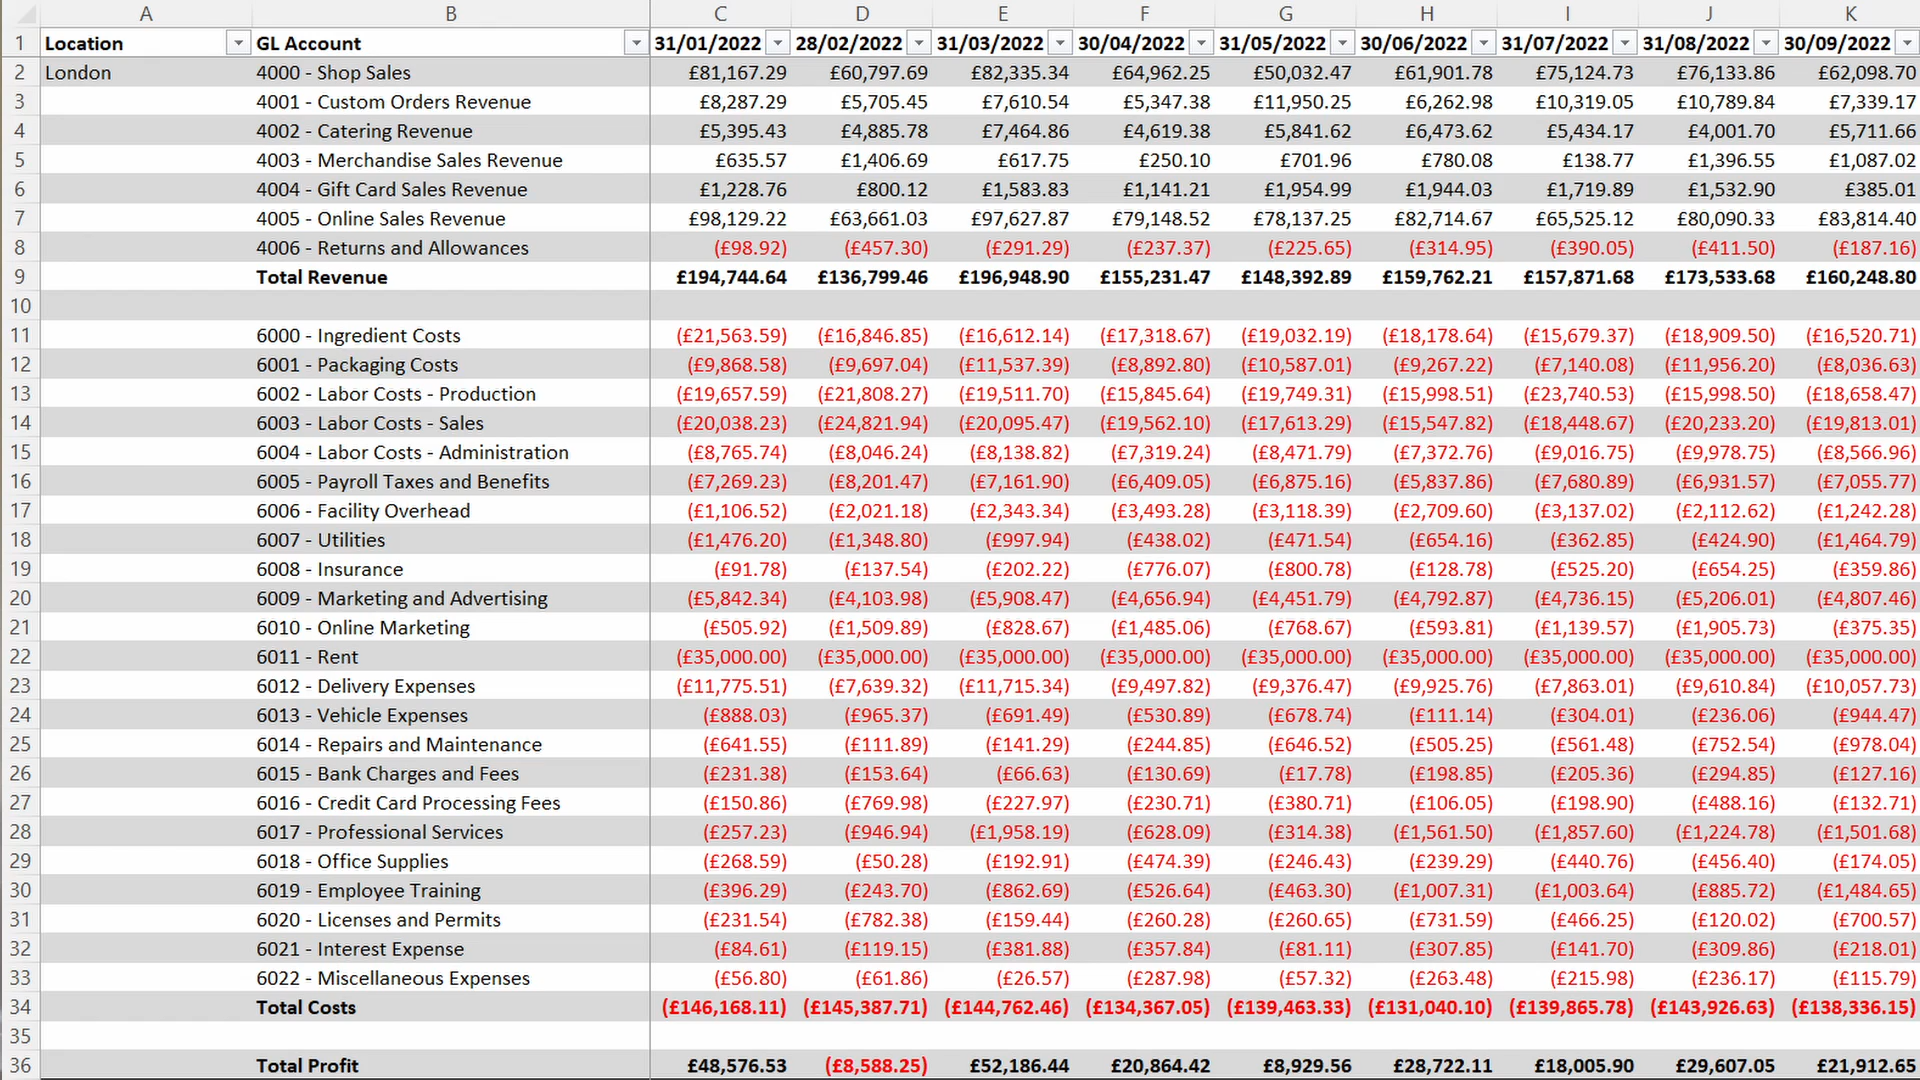 A B C D E F G H I J K
1 Location GL Account 31/01/2022 28/02/2022 31/03/2022 30/04/2022 31/05/2022 30/06/2022 31/07/2022 31/08/2022 30/09/2022
2 London 4000 - Shop Sales £81,167.29 £60,797.69 £82,335.34 £64,962.25 £50,032.47 £61,901.78 £75,124.73 £76,133.86 £62,098.70
3 4001 - Custom Orders Revenue £8,287.29 £5,705.45 £7,610.54 £5,347.38 £11,950.25 £6,262.98 £10,319.05 £10,789.84 £7,339.17
4 4002 - Catering Revenue £5,395.43 £4,885.78 £7,464.86 £4,619.38 £5,841.62 £6,473.62 £5,434.17 £4,001.70 £5,711.66
5 4003 - Merchandise Sales Revenue £635.57 £1,406.69 £617.75 £250.10 £701.96 £780.08 £138.77 £1,396.55 £1,087.02
6 4004 - Gift Card Sales Revenue £1,228.76 £800.12 £1,583.83 £1,141.21 £1,954.99 £1,944.03 £1,719.89 £1,532.90 £385.01
7 4005 - Online Sales Revenue £98,129.22 £63,661.03 £97,627.87 £79,148.52 £78,137.25 £82,714.67 £65,525.12 £80,090.33 £83,814.40
8 4006 - Returns and Allowances (£98.92) (£457.30) (£291.29) (£237.37) (£225.65) (£314.95) (£390.05) (£411.50) (£187.16)
9 Total Revenue £194,744.64 £136,799.46 £196,948.90 £155,231.47 £148,392.89 £159,762.21 £157,871.68 £173,533.68 £160,248.80
10
11 6000 - Ingredient Costs (£21,563.59) (£16,846.85) (£16,612.14) (£17,318.67) (£19,032.19) (£18,178.64) (£15,679.37) (£18,909.50) (£16,520.71)
12 6001 - Packaging Costs (£9,868.58) (£9,697.04) (£11,537.39) (£8,892.80) (£10,587.01) (£9,267.22) (£7,140.08) (£11,956.20) (£8,036.63)
13 6002 - Labor Costs - Production (£19,657.59) (£21,808.27) (£19,511.70) (£15,845.64) (£19,749.31) (£15,998.51) (£23,740.53) (£15,998.50) (£18,658.47)
14 6003 - Labor Costs - Sales (£20,038.23) (£24,821.94) (£20,095.47) (£19,562.10) (£17,613.29) (£15,547.82) (£18,448.67) (£20,233.20) (£19,813.01)
15 6004 - Labor Costs - Administration (£8,765.74) (£8,046.24) (£8,138.82) (£7,319.24) (£8,471.79) (£7,372.76) (£9,016.75) (£9,978.75) (£8,566.96)
16 6005 - Payroll Taxes and Benefits (£7,269.23) (£8,201.47) (£7,161.90) (£6,409.05) (£6,875.16) (£5,837.86) (£7,680.89) (£6,931.57) (£7,055.77)
17 6006 - Facility Overhead (£1,106.52) (£2,021.18) (£2,343.34) (£3,493.28) (£3,118.39) (£2,709.60) (£3,137.02) (£2,112.62) (£1,242.28)
18 6007 - Utilities (£1,476.20) (£1,348.80) (£997.94) (£438.02) (£471.54) (£654.16) (£362.85) (£424.90) (£1,464.79)
19 6008 - Insurance (£91.78) (£137.54) (£202.22) (£776.07) (£800.78) (£128.78) (£525.20) (£654.25) (£359.86)
20 6009 - Marketing and Advertising (£5,842.34) (£4,103.98) (£5,908.47) (£4,656.94) (£4,451.79) (£4,792.87) (£4,736.15) (£5,206.01) (£4,807.46)
21 6010 - Online Marketing (£505.92) (£1,509.89) (£828.67) (£1,485.06) (£768.67) (£593.81) (£1,139.57) (£1,905.73) (£375.35)
22 6011 - Rent (£35,000.00) (£35,000.00) (£35,000.00) (£35,000.00) (£35,000.00) (£35,000.00) (£35,000.00) (£35,000.00) (£35,000.00)
23 6012 - Delivery Expenses (£11,775.51) (£7,639.32) (£11,715.34) (£9,497.82) (£9,376.47) (£9,925.76) (£7,863.01) (£9,610.84) (£10,057.73)
24 6013 - Vehicle Expenses (£888.03) (£965.37) (£691.49) (£530.89) (£678.74) (£111.14) (£304.01) (£236.06) (£944.47)
25 6014 - Repairs and Maintenance (£641.55) (£111.89) (£141.29) (£244.85) (£646.52) (£505.25) (£561.48) (£752.54) (£978.04)
26 6015 - Bank Charges and Fees (£231.38) (£153.64) (£66.63) (£130.69) (£17.78) (£198.85) (£205.36) (£294.85) (£127.16)
27 6016 - Credit Card Processing Fees (£150.86) (£769.98) (£227.97) (£230.71) (£380.71) (£106.05) (£198.90) (£488.16) (£132.71)
28 6017 - Professional Services (£257.23) (£946.94) (£1,958.19) (£628.09) (£314.38) (£1,561.50) (£1,857.60) (£1,224.78) (£1,501.68)
29 6018 - Office Supplies (£268.59) (£50.28) (£192.91) (£474.39) (£246.43) (£239.29) (£440.76) (£456.40) (£174.05)
30 6019 - Employee Training (£396.29) (£243.70) (£862.69) (£526.64) (£463.30) (£1,007.31) (£1,003.64) (£885.72) (£1,484.65)
31 6020 - Licenses and Permits (£231.54) (£782.38) (£159.44) (£260.28) (£260.65) (£731.59) (£466.25) (£120.02) (£700.57)
32 6021 - Interest Expense (£84.61) (£119.15) (£381.88) (£357.84) (£81.11) (£307.85) (£141.70) (£309.86) (£218.01)
33 6022 - Miscellaneous Expenses (£56.80) (£61.86) (£26.57) (£287.98) (£57.32) (£263.48) (£215.98) (£236.17) (£115.79)
34 Total Costs (£146,168.11) (£145,387.71) (£144,762.46) (£134,367.05) (£139,463.33) (£131,040.10) (£139,865.78) (£143,926.63) (£138,336.15)
35
36 Total Profit £48,576.53 (£8,588.25) £52,186.44 £20,864.42 £8,929.56 £28,722.11 £18,005.90 £29,607.05 £21,912.65